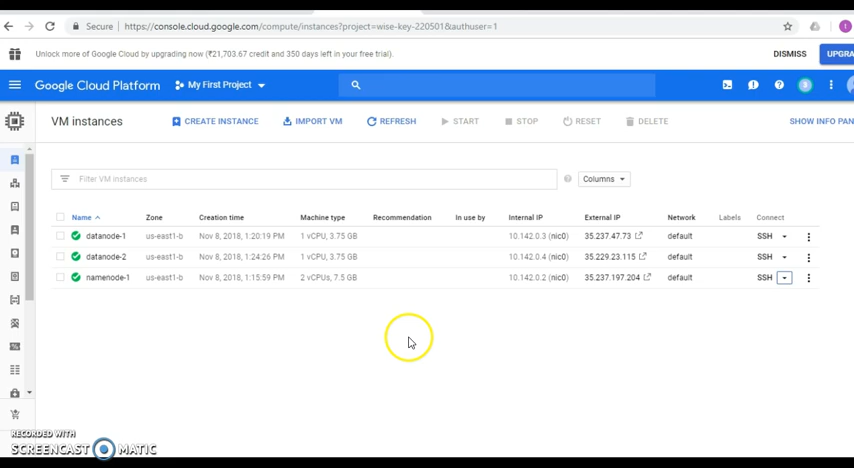 Secure | https://console.cloud.google.com/compute/instances?project=wise-key-220501&authuser=1
t
Unlock more of Google Cloud by upgrading now (₹21,703.67 credit and 350 days left in your free trial).
DISMISS
UPGRA
Google Cloud Platform
My First Project
VM instances
CREATE INSTANCE
IMPORT VM
REFRESH
START
STOP
RESET
DELETE
SHOW INFO PAN
Filter VM instances
Columns
Name Zone Creation time Machine type Recommendation In use by Internal IP External IP Network Labels Connect
datanode-1 us-east1-b Nov 8, 2018, 1:20:19 PM 1 vCPU, 3.75 GB 10.142.0.3 (nic0) 35.237.47.73 default SSH
datanode-2 us-east1-b Nov 8, 2018, 1:24:26 PM 1 vCPU, 3.75 GB 10.142.0.4 (nic0) 35.229.23.115 default SSH
namenode-1 us-east1-b Nov 8, 2018, 1:15:59 PM 2 vCPUs, 7.5 GB 10.142.0.2 (nic0) 35.237.197.204 default SSH
RECORDED WITH
SCREENCAST MATIC